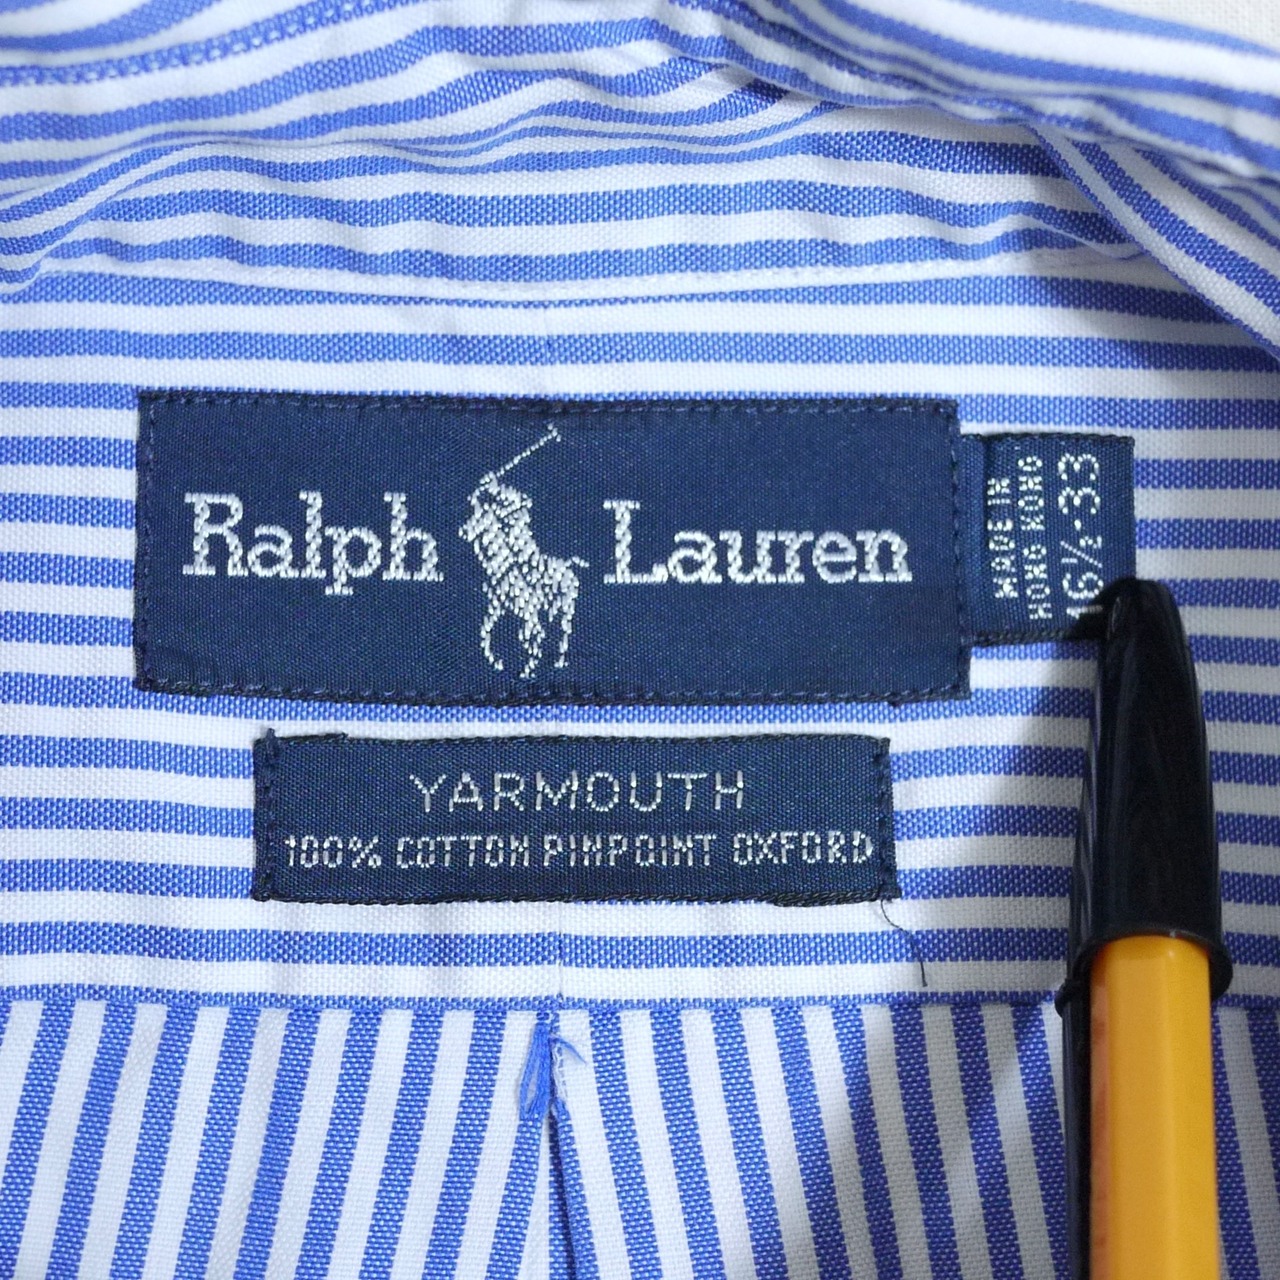 Ralph Lauren
MADE IN
HONG KONG
16½-33
YARMOUTH
100% COTTON PINPOINT OXFORD